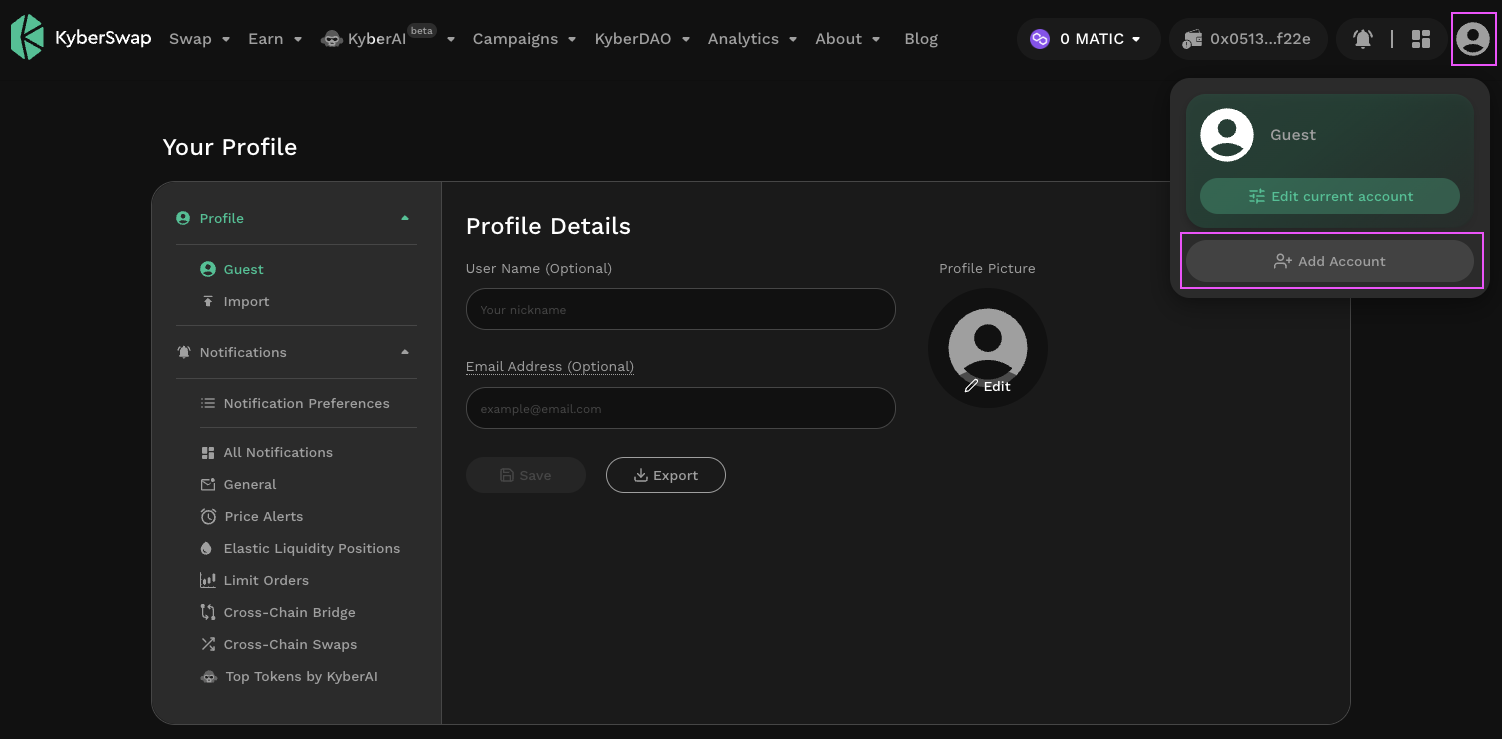 KyberSwap Swap Earn KyberAI beta Campaigns KyberDAO Analytics About Blog 0 MATIC 0x0513...f22e
Guest
Edit current account
Add Account
Your Profile
Profile
Guest
Import
Notifications
Notification Preferences
All Notifications
General
Price Alerts
Elastic Liquidity Positions
Limit Orders
Cross-Chain Bridge
Cross-Chain Swaps
Top Tokens by KyberAI
Profile Details
User Name (Optional)
Your nickname
Email Address (Optional)
example@email.com
Save Export
Profile Picture
Edit